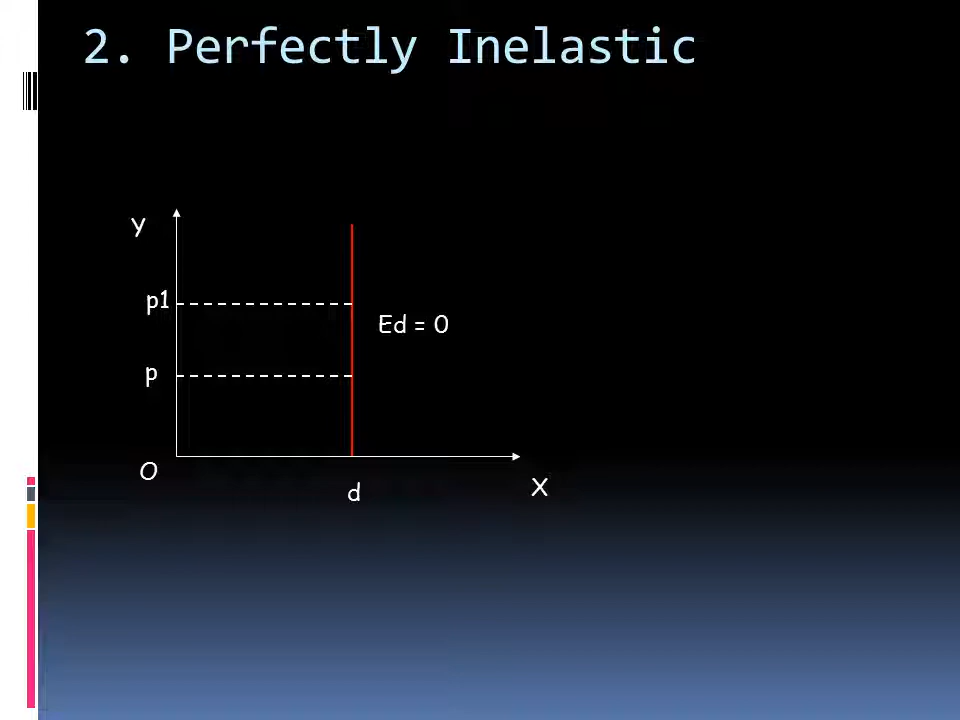 2. Perfectly Inelastic
Y
p1
Ed = 0
p
O
d
X